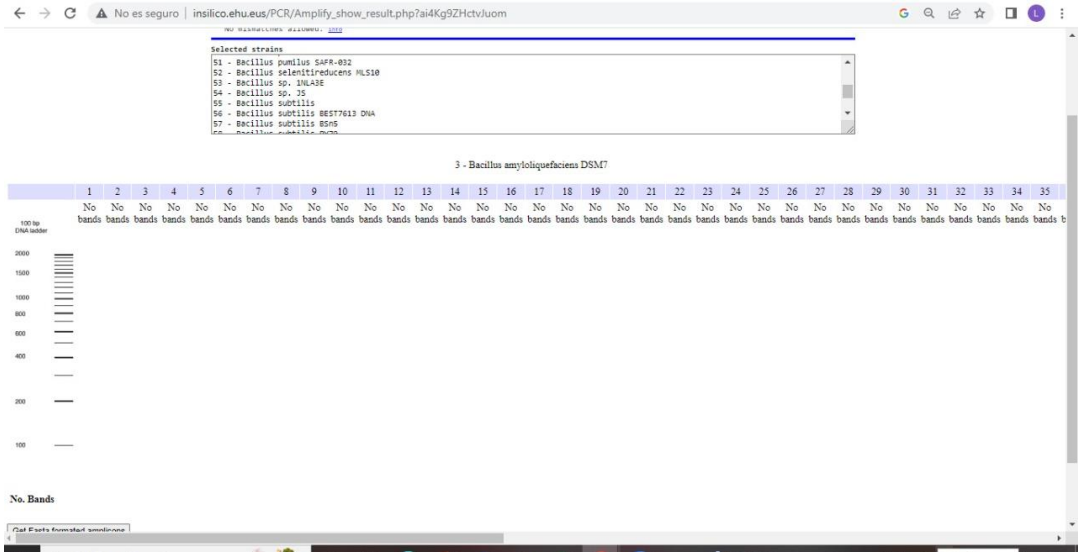 No es seguro | insilico.ehu.eus/PCR/Amplify_show_result.php?ai4Kg9ZHctvJuom
L
No mismatches allowed. Info
Selected strains
51 - Bacillus pumilus SAFR-032
52 - Bacillus selenitireducens MLS10
53 - Bacillus sp. 1NLA3E
54 - Bacillus sp. JS
55 - Bacillus subtilis
56 - Bacillus subtilis BEST7613 DNA
57 - Bacillus subtilis BSn5
3 - Bacillus amyloliquefaciens DSM7
1 2 3 4 5 6 7 8 9 10 11 12 13 14 15 16 17 18 19 20 21 22 23 24 25 26 27 28 29 30 31 32 33 34 35
No No No No No No No No No No No No No No No No No No No No No No No No No No No No No No No No No No No
bands bands bands bands bands bands bands bands bands bands bands bands bands bands bands bands bands bands bands bands bands bands bands bands bands bands bands bands bands bands bands bands bands bands bands b
100 bp
DNA ladder
2000
1500
1000
800
600
400
200
100
No. Bands
Get Fasta formated amplicons